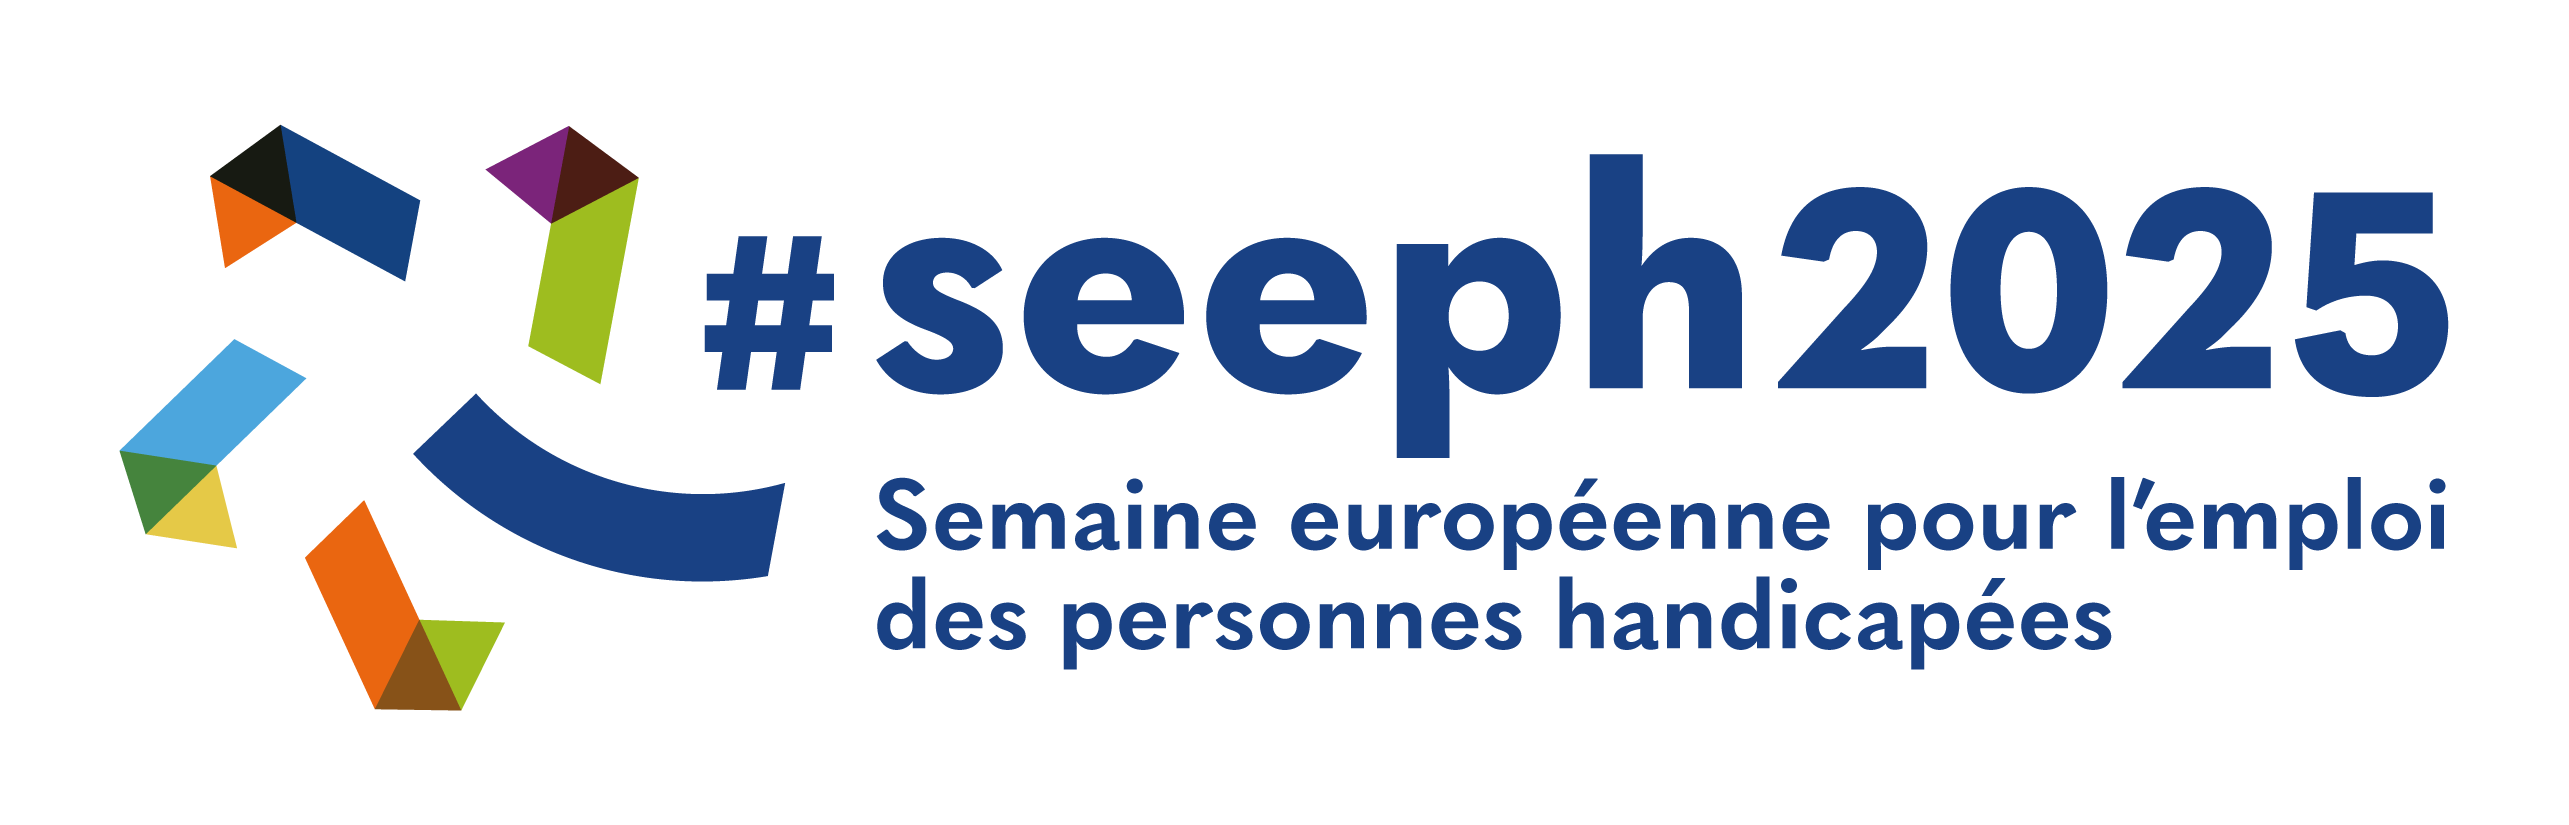 #seeph2025
Semaine européenne pour l’emploi
des personnes handicapées